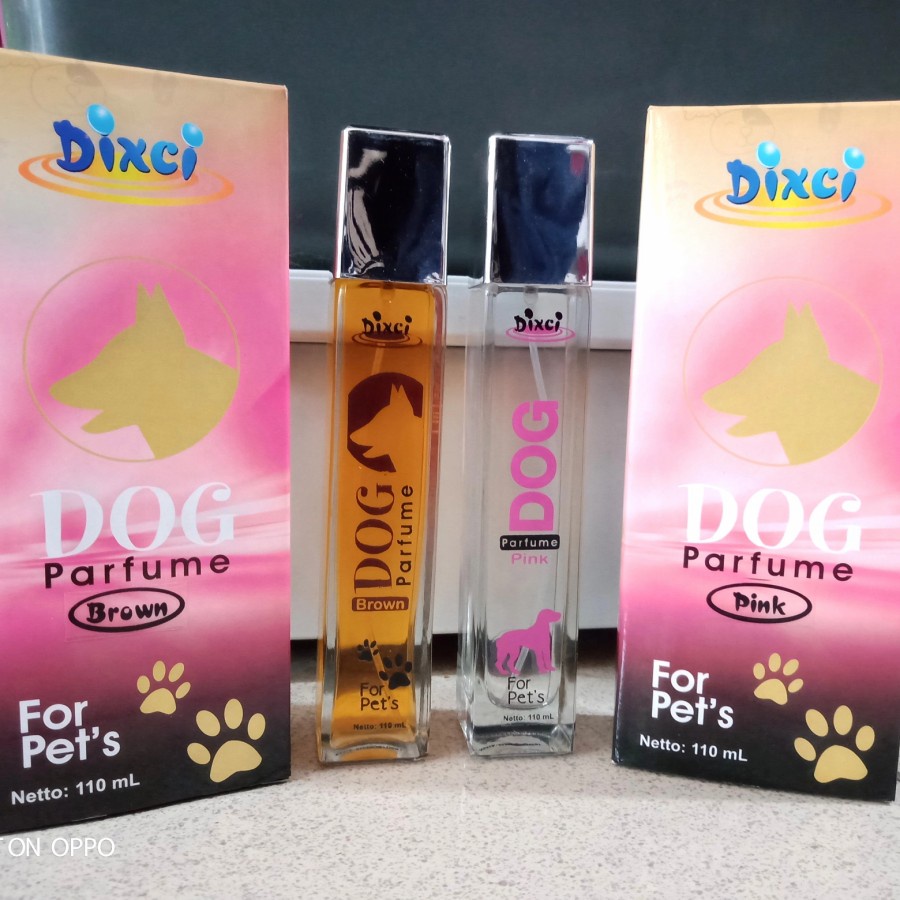 Dixci
DOG
Parfume
Brown
For
Pet's
Netto: 110 mL
Dixci
DOG
Parfume
Brown
For
Pet's
Netto: 110 mL
Dixci
DOG
Parfume
Pink
For
Pet's
Netto: 110 mL
Dixci
DOG
Parfume
Pink
For
Pet's
Netto: 110 mL
ON OPPO